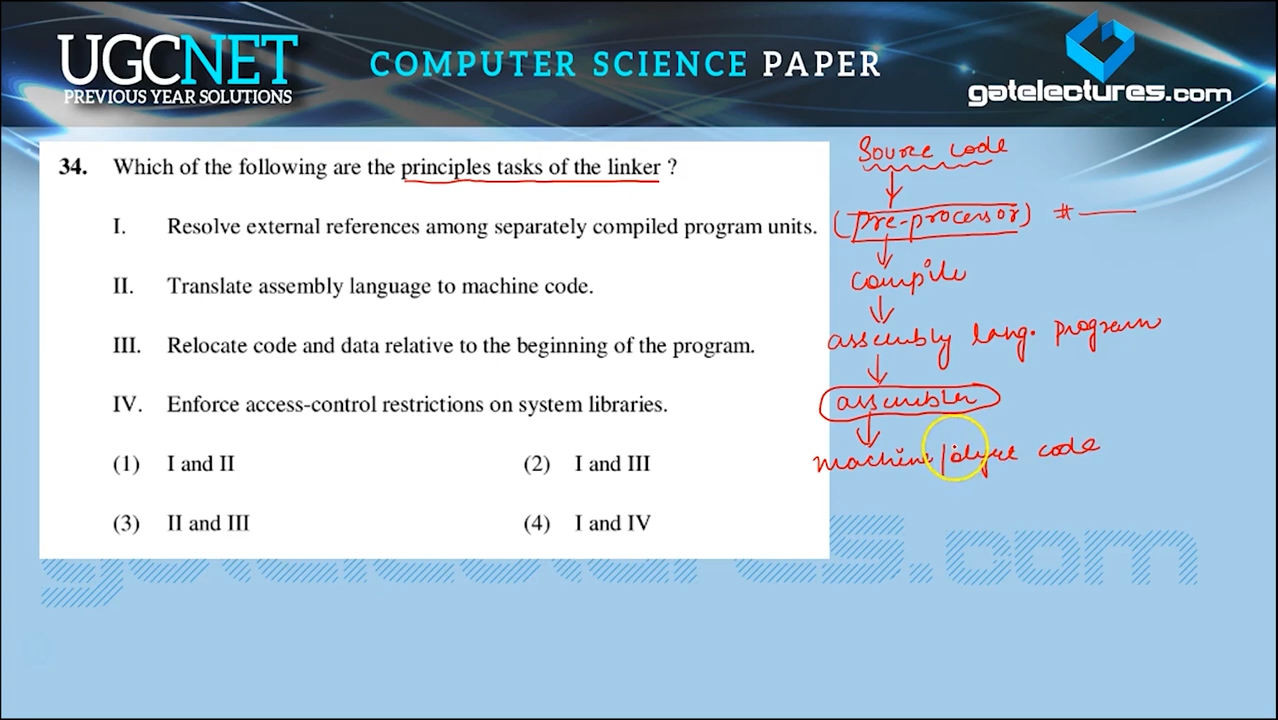 UGCNET
PREVIOUS YEAR SOLUTIONS
COMPUTER SCIENCE PAPER
gatelectures.com
34. Which of the following are the principles tasks of the linker ?
I. Resolve external references among separately compiled program units.
II. Translate assembly language to machine code.
III. Relocate code and data relative to the beginning of the program.
IV. Enforce access-control restrictions on system libraries.
(1) I and II (2) I and III
(3) II and III (4) I and IV
Source code
(pre-processor) #
compile
assembly lang. program
assembler
machine/ code